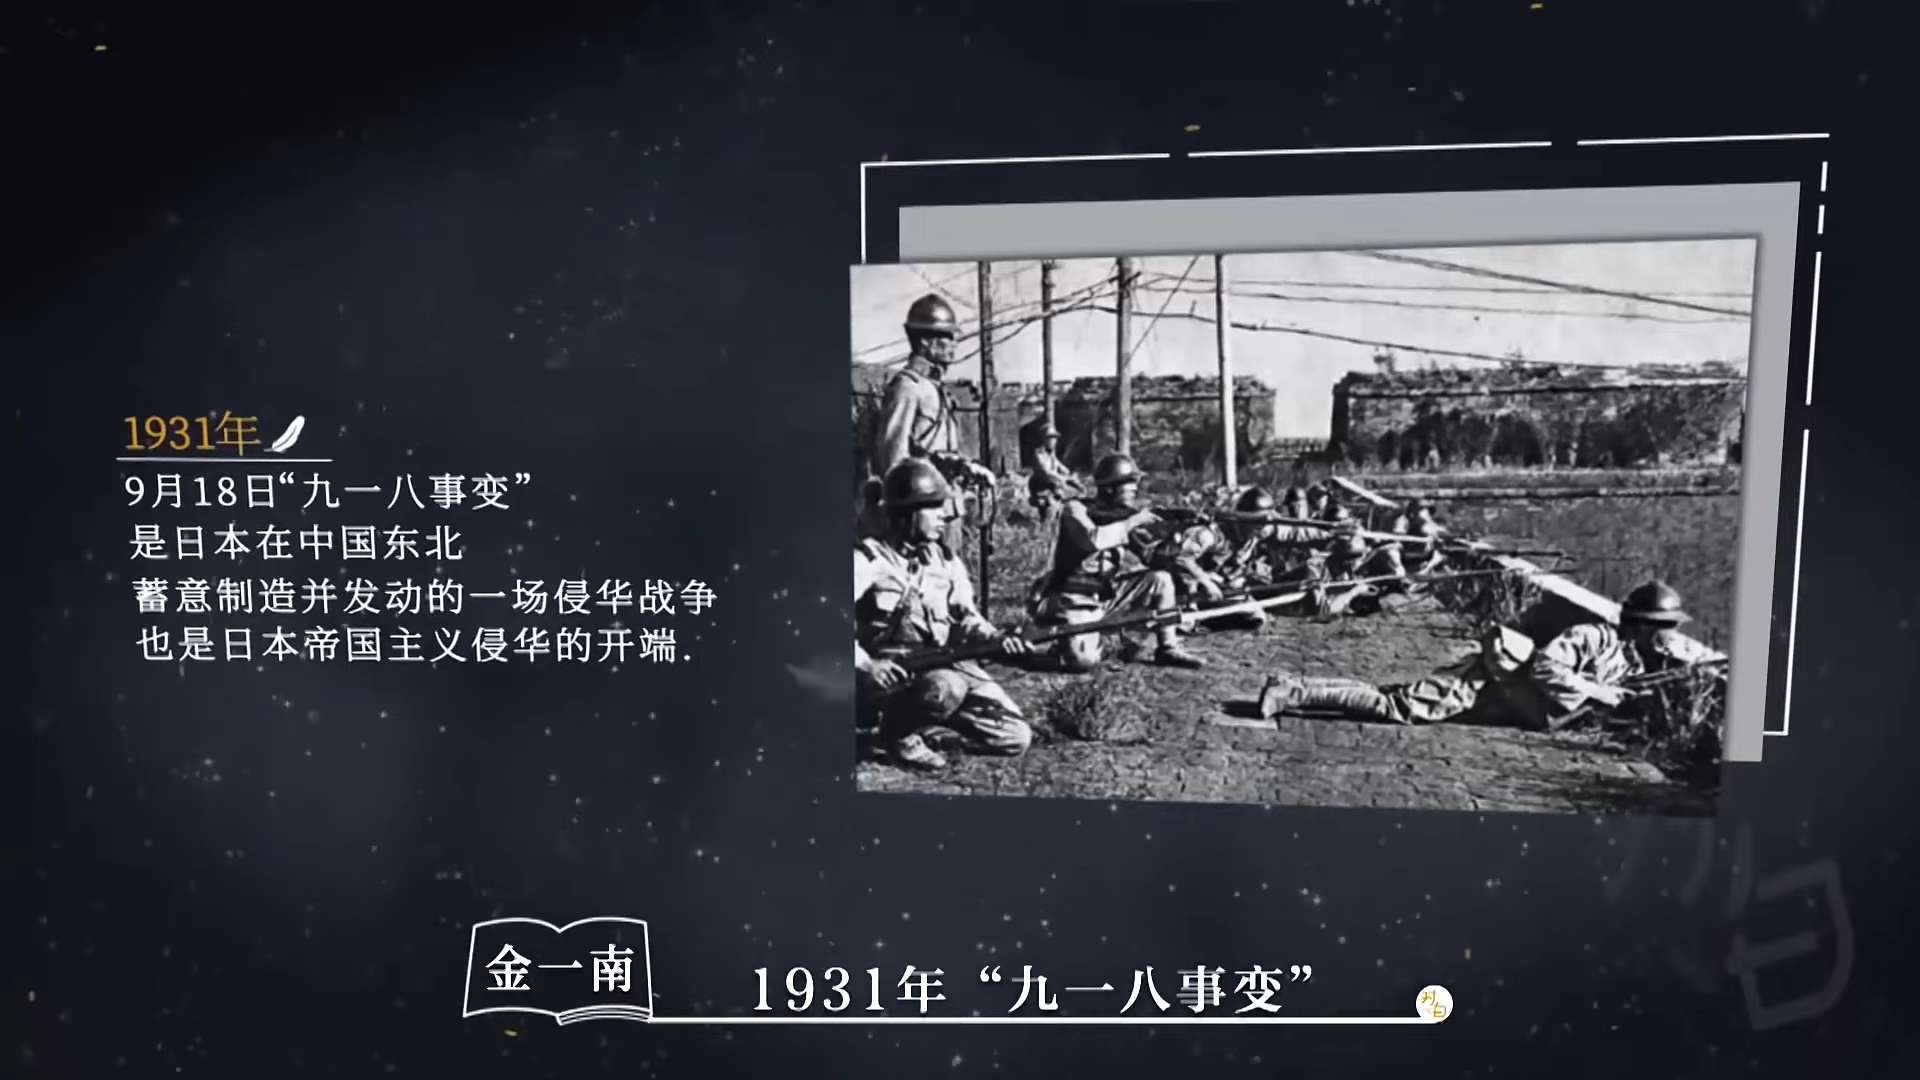 1931年
9月18日“九一八事变”
是日本在中国东北
蓄意制造并发动的一场侵华战争
也是日本帝国主义侵华的开端.
金一南
1931年“九一八事变”
对白